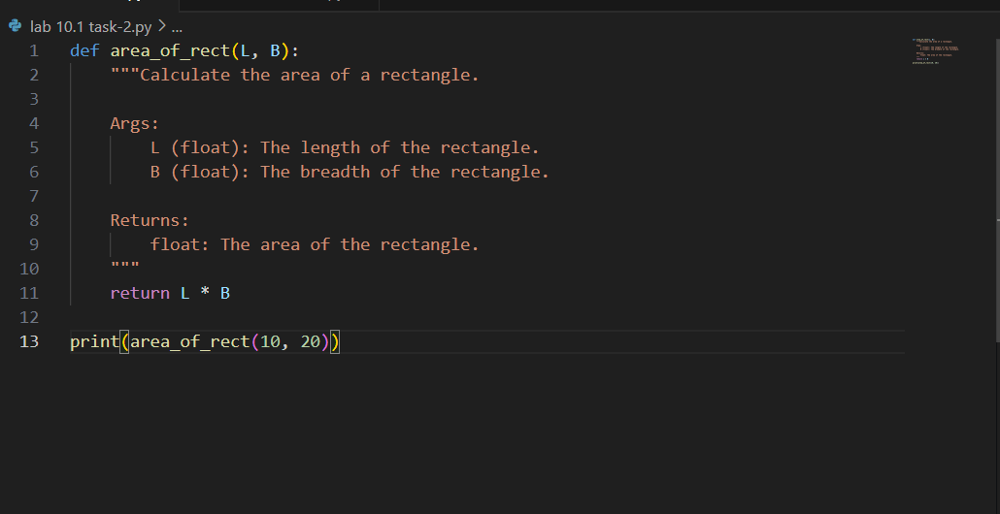 lab 10.1 task-2.py > ...
1 def area_of_rect(L, B):
2     """Calculate the area of a rectangle.
3
4     Args:
5         L (float): The length of the rectangle.
6         B (float): The breadth of the rectangle.
7
8     Returns:
9         float: The area of the rectangle.
10     """
11     return L * B
12
13 print(area_of_rect(10, 20))